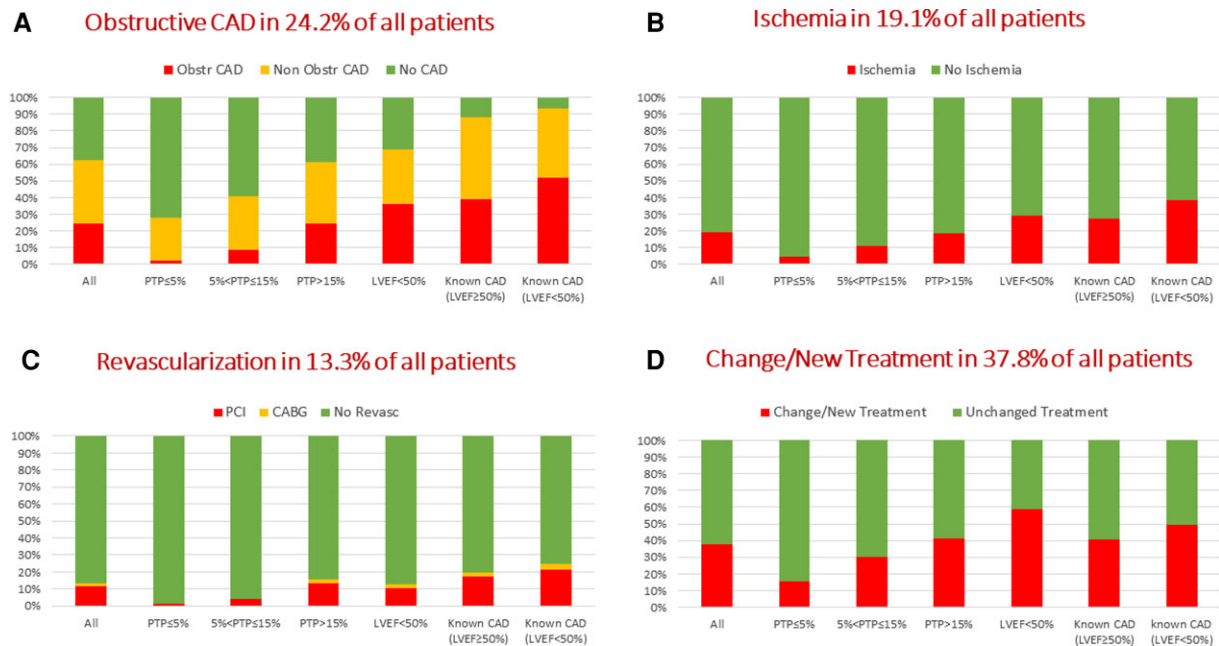 A
Obstructive CAD in 24.2% of all patients
Obstr CAD Non Obstr CAD No CAD
100%
90%
80%
70%
60%
50%
40%
30%
20%
10%
0%
All PTP≤5% 5%<PTP≤15% PTP>15% LVEF<50% Known CAD (LVEF≥50%) Known CAD (LVEF<50%)
B
Ischemia in 19.1% of all patients
Ischemia No Ischemia
100%
90%
80%
70%
60%
50%
40%
30%
20%
10%
0%
All PTP≤5% 5%<PTP≤15% PTP>15% LVEF<50% Known CAD (LVEF≥50%) Known CAD (LVEF<50%)
C
Revascularization in 13.3% of all patients
PCI CABG No Revasc
100%
90%
80%
70%
60%
50%
40%
30%
20%
10%
0%
All PTP≤5% 5%<PTP≤15% PTP>15% LVEF<50% Known CAD (LVEF≥50%) Known CAD (LVEF<50%)
D
Change/New Treatment in 37.8% of all patients
Change/New Treatment Unchanged Treatment
100%
90%
80%
70%
60%
50%
40%
30%
20%
10%
0%
All PTP≤5% 5%<PTP≤15% PTP>15% LVEF<50% Known CAD (LVEF≥50%) known CAD (LVEF<50%)